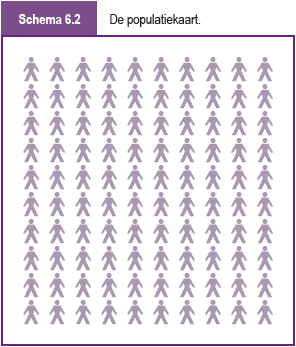 Schema 6.2 De populatiekaart.